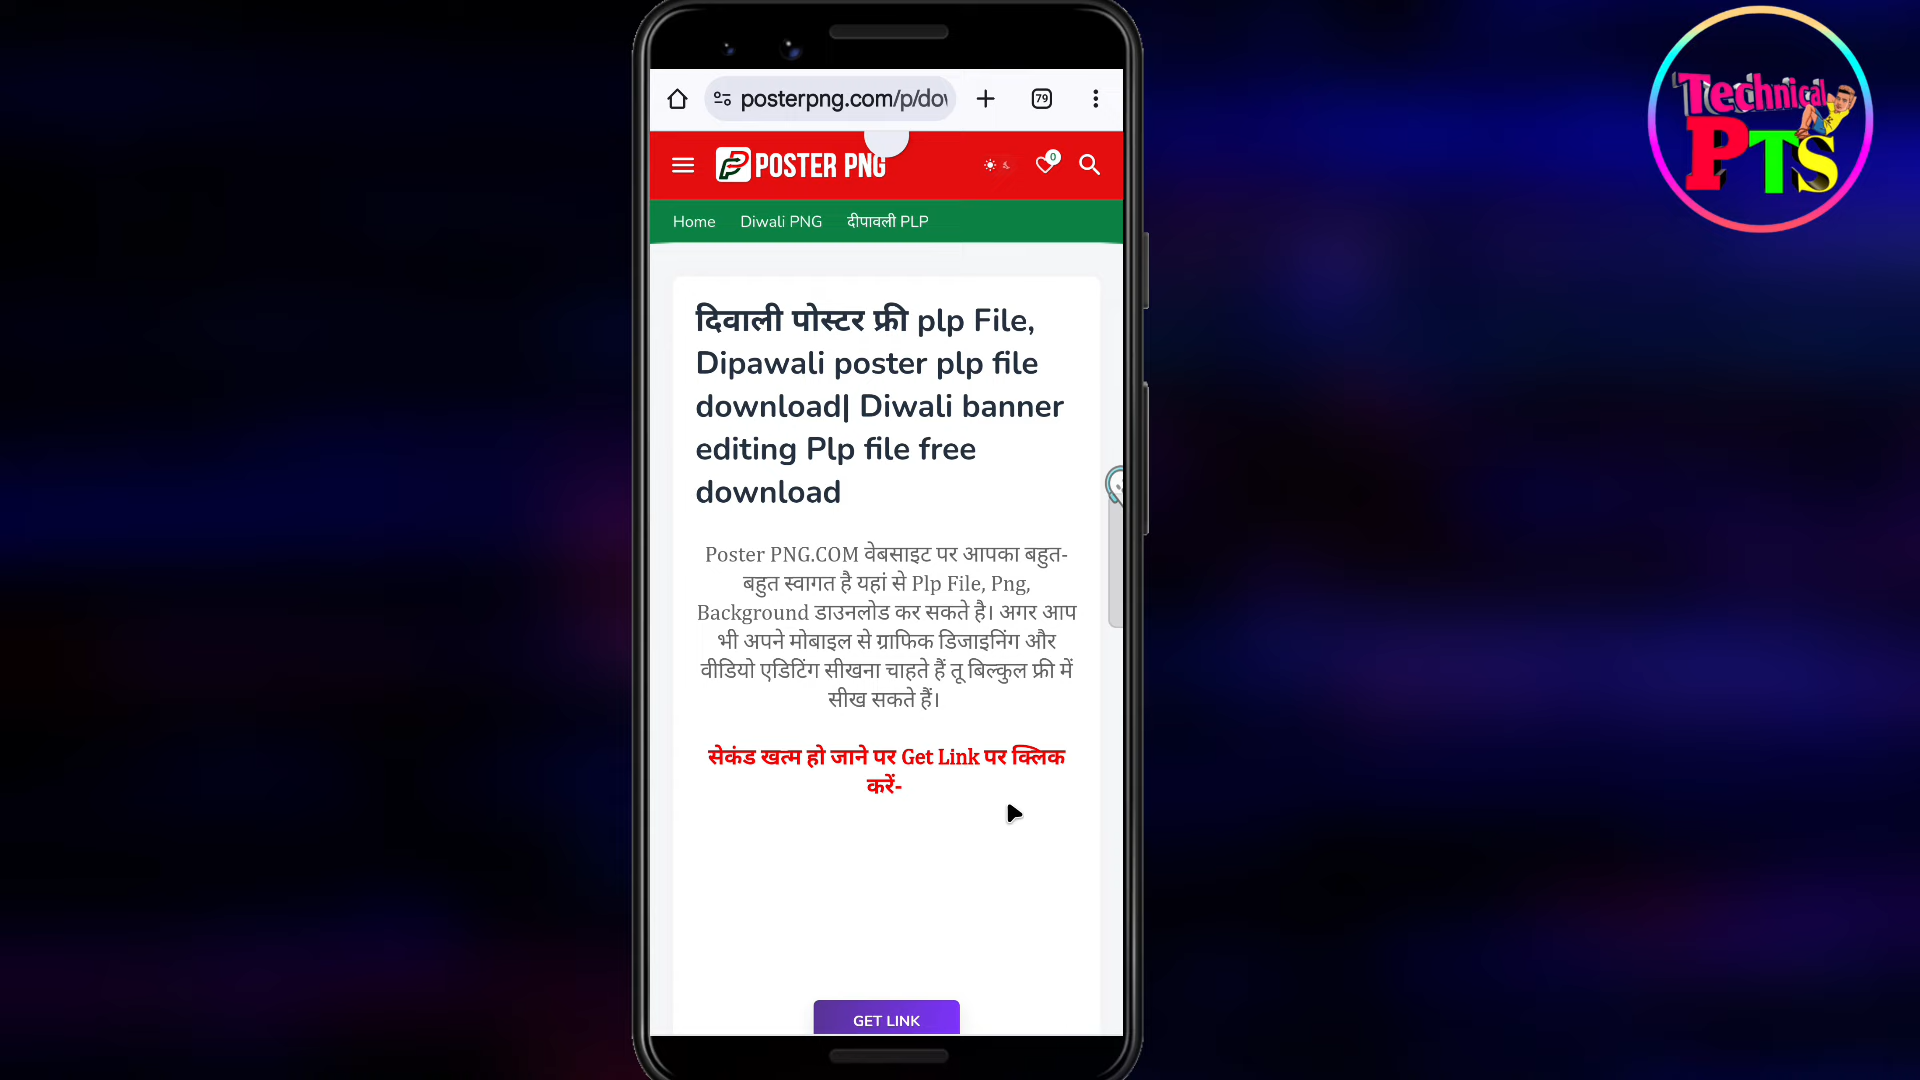 posterpng.com/p/do
79
POSTER PNG
0
Home Diwali PNG दीपावली PLP
दिवाली पोस्टर फ्री plp File,
Dipawali poster plp file
download| Diwali banner
editing Plp file free
download
Poster PNG.COM वेबसाइट पर आपका बहुत-
बहुत स्वागत है यहां से Plp File, Png,
Background डाउनलोड कर सकते है। अगर आप
भी अपने मोबाइल से ग्राफिक डिजाइनिंग और
वीडियो एडिटिंग सीखना चाहते हैं तू बिल्कुल फ्री में
सीख सकते हैं।
सेकंड खत्म हो जाने पर Get Link पर क्लिक
करें-
GET LINK
Technical
PTS